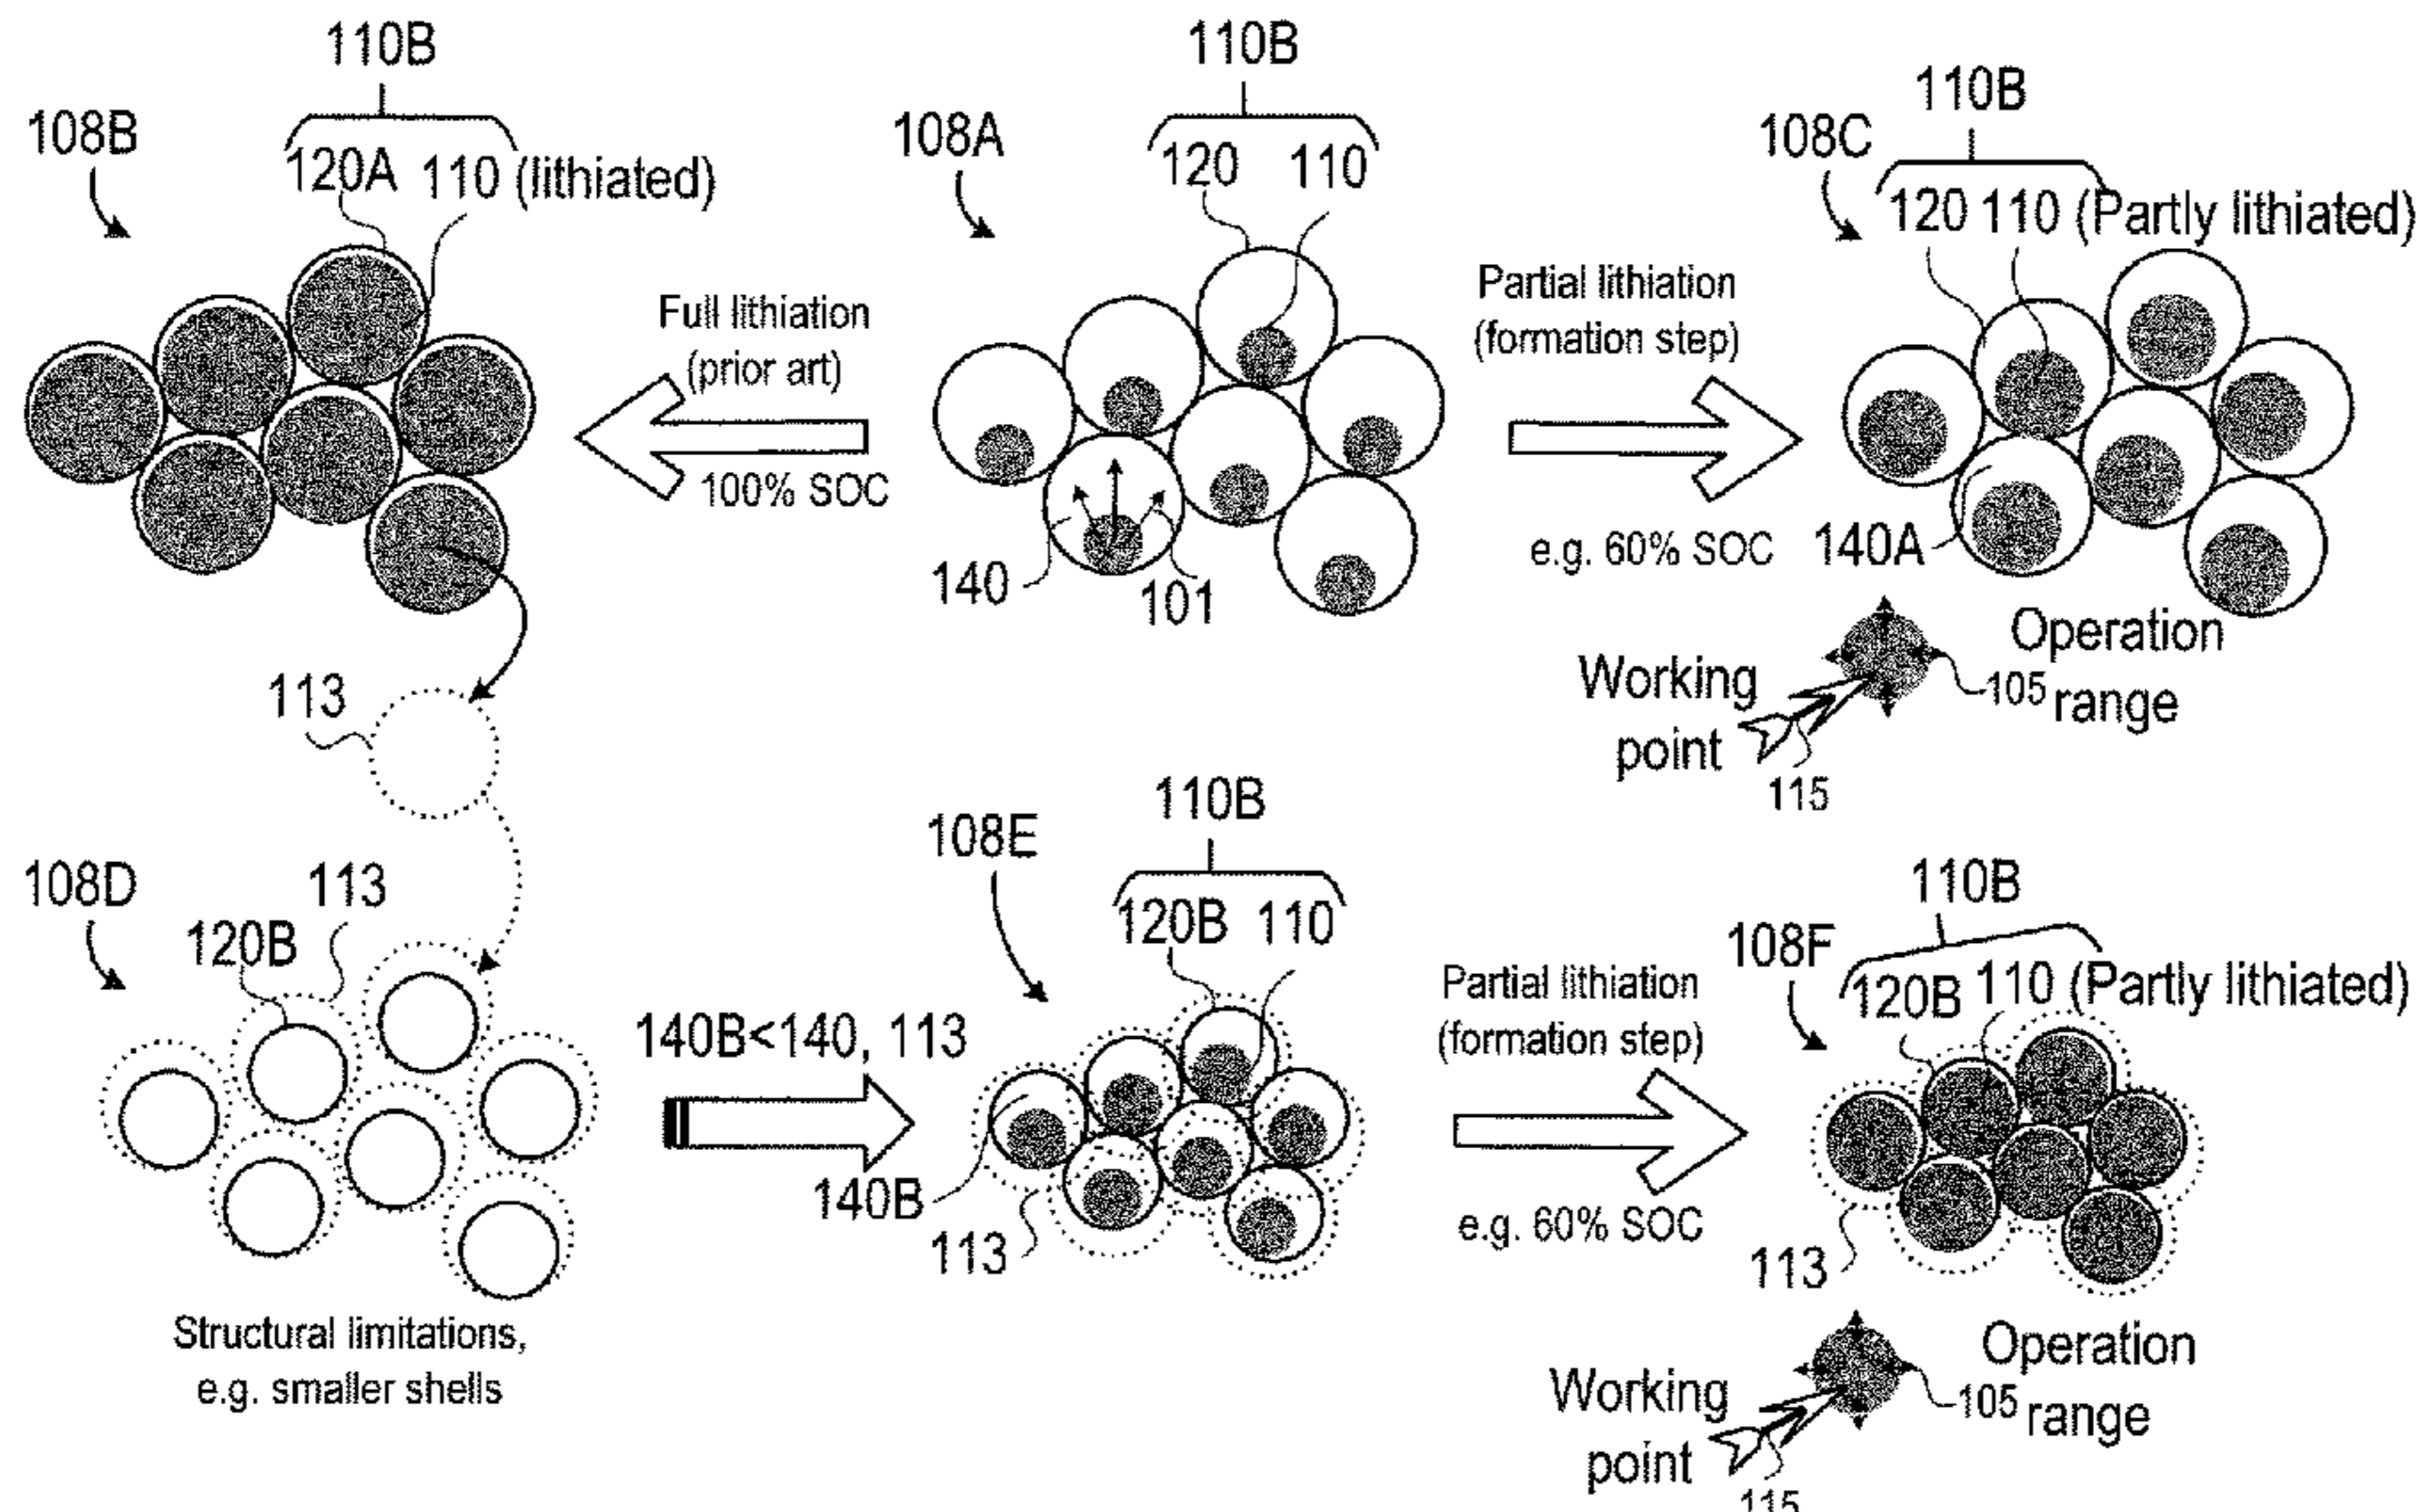 110B
108B
120A 110 (lithiated)
Full lithiation
(prior art)
100% SOC
110B
108A
120 110
140
101
Partial lithiation
(formation step)
e.g. 60% SOC
110B
108C
120 110 (Partly lithiated)
140A
Working
point
115
Operation
105 range
113
108D
113
120B
Structural limitations,
e.g. smaller shells
140B<140, 113
110B
108E
120B 110
140B
113
Partial lithiation
(formation step)
e.g. 60% SOC
110B
108F
120B 110 (Partly lithiated)
113
Working
point
115
Operation
105 range